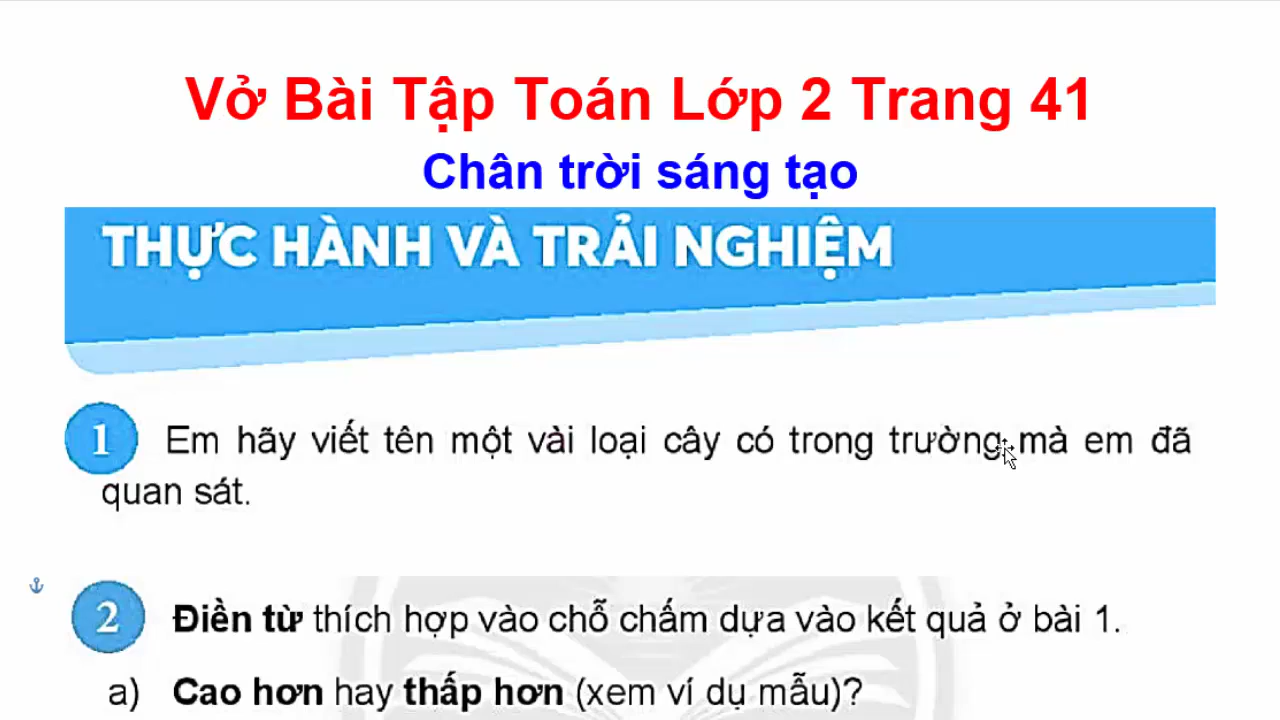 Vở Bài Tập Toán Lớp 2 Trang 41
Chân trời sáng tạo
THỰC HÀNH VÀ TRẢI NGHIỆM
1 Em hãy viết tên một vài loại cây có trong trường mà em đã
quan sát.
2 Điền từ thích hợp vào chỗ chấm dựa vào kết quả ở bài 1.
a) Cao hơn hay thấp hơn (xem ví dụ mẫu)?